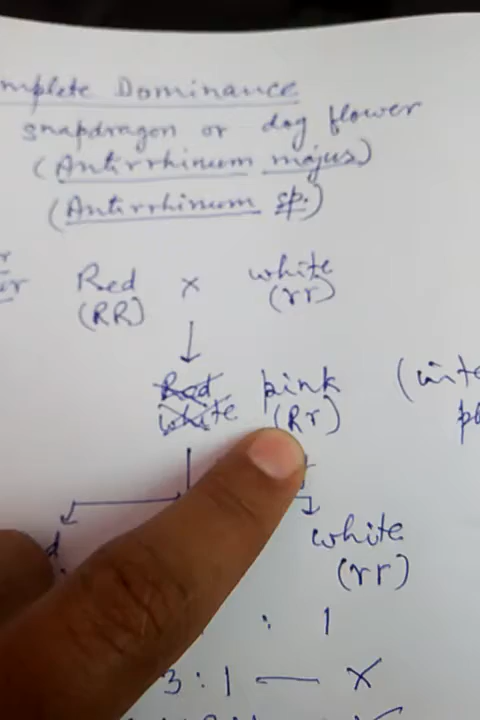 mplete Dominance
snapdragon or dog flower
(Antirrhinum majus)
(Antirrhinum sp.)
Red x white
(RR) (rr)
Red pink
white (Rr)
white
(rr)
: 1
3 : 1 — X